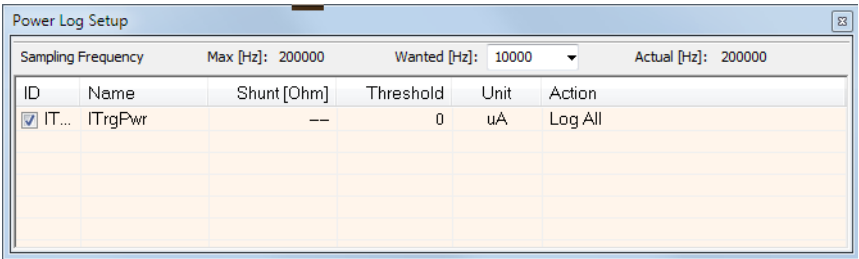 Power Log Setup
Sampling Frequency Max [Hz]: 200000 Wanted [Hz]: 10000 Actual [Hz]: 200000
ID Name Shunt [Ohm] Threshold Unit Action
IT... ITrgPwr -- 0 uA Log All